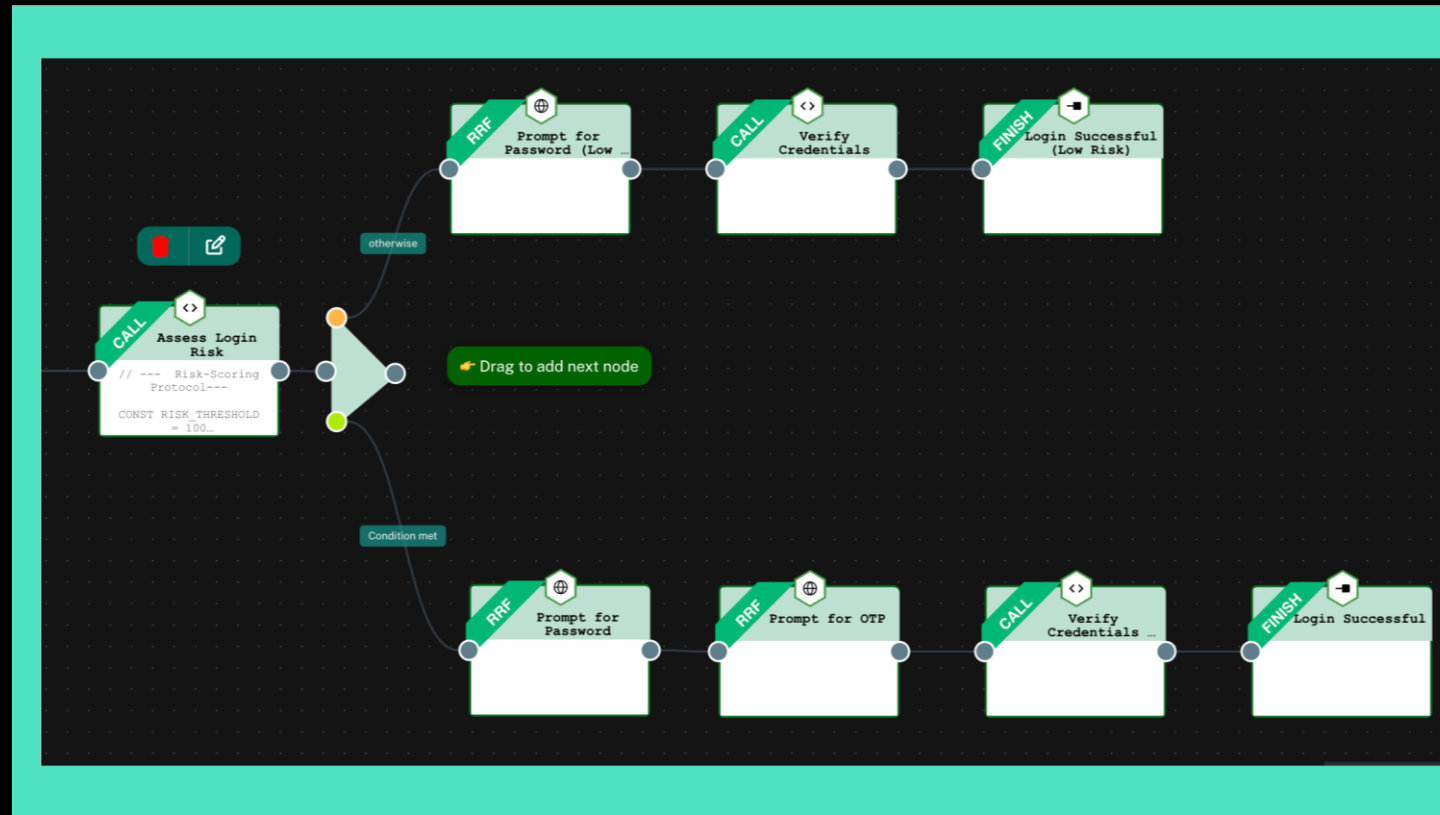 RRF
Prompt for
Password (Low …
CALL
Verify
Credentials
FINISH
Login Successful
(Low Risk)
otherwise
CALL
Assess Login
Risk
// --- Risk-Scoring
Protocol---
CONST RISK_THRESHOLD
= 100…
👉 Drag to add next node
Condition met
RRF
Prompt for
Password
RRF
Prompt for OTP
CALL
Verify
Credentials …
FINISH
Login Successful